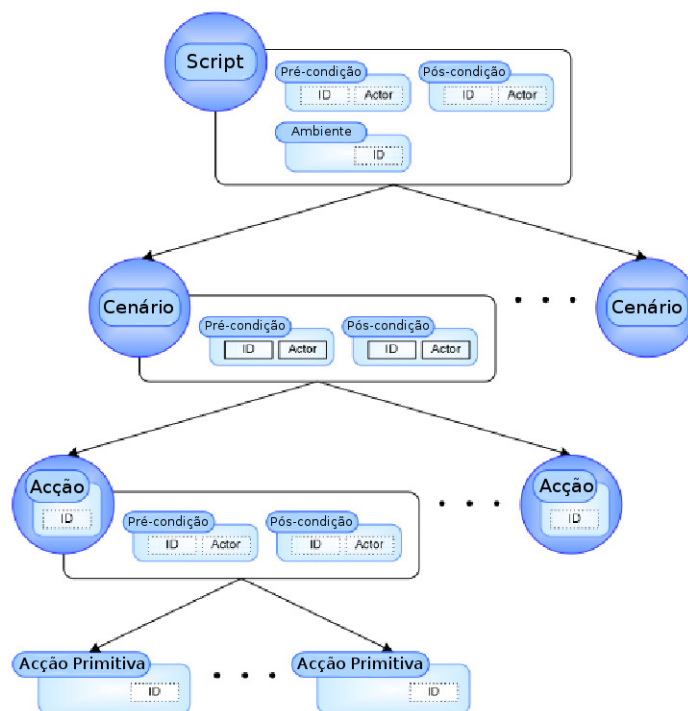 Script
Pré-condição
ID Actor
Pós-condição
ID Actor
Ambiente
ID
Cenário
Pré-condição
ID Actor
Pós-condição
ID Actor
. . .
Cenário
Acção
ID
Pré-condição
ID Actor
Pós-condição
ID Actor
. . .
Acção
ID
Acção Primitiva
ID
. . .
Acção Primitiva
ID